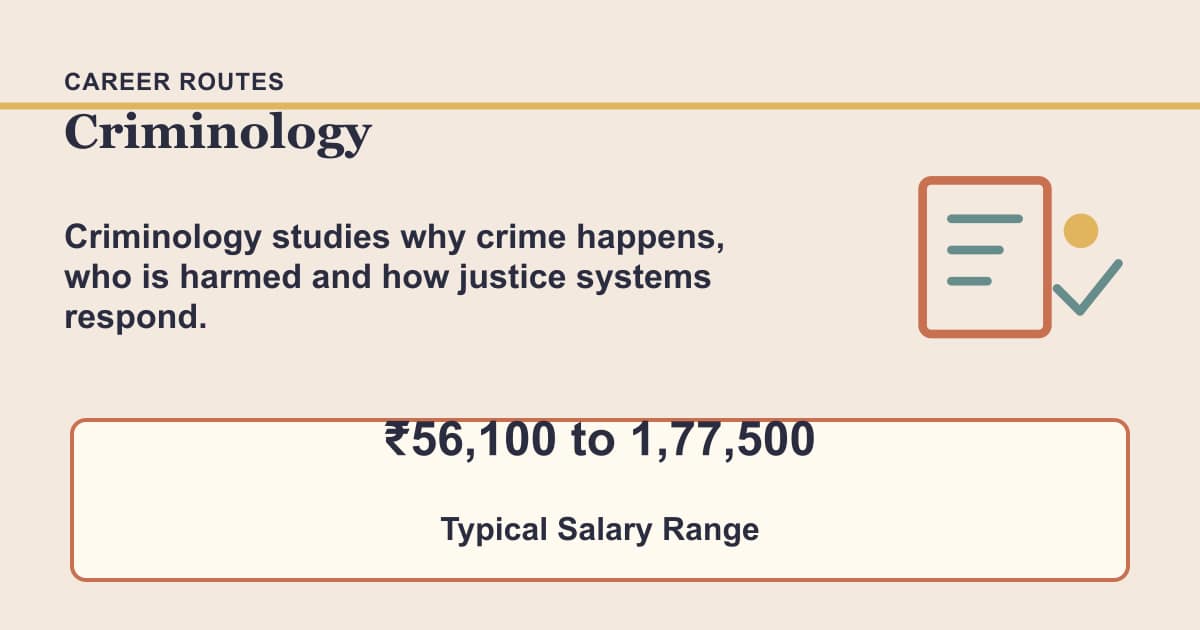 CAREER ROUTES
Criminology
Criminology studies why crime happens,
who is harmed and how justice systems
respond.
₹56,100 to 1,77,500
Typical Salary Range